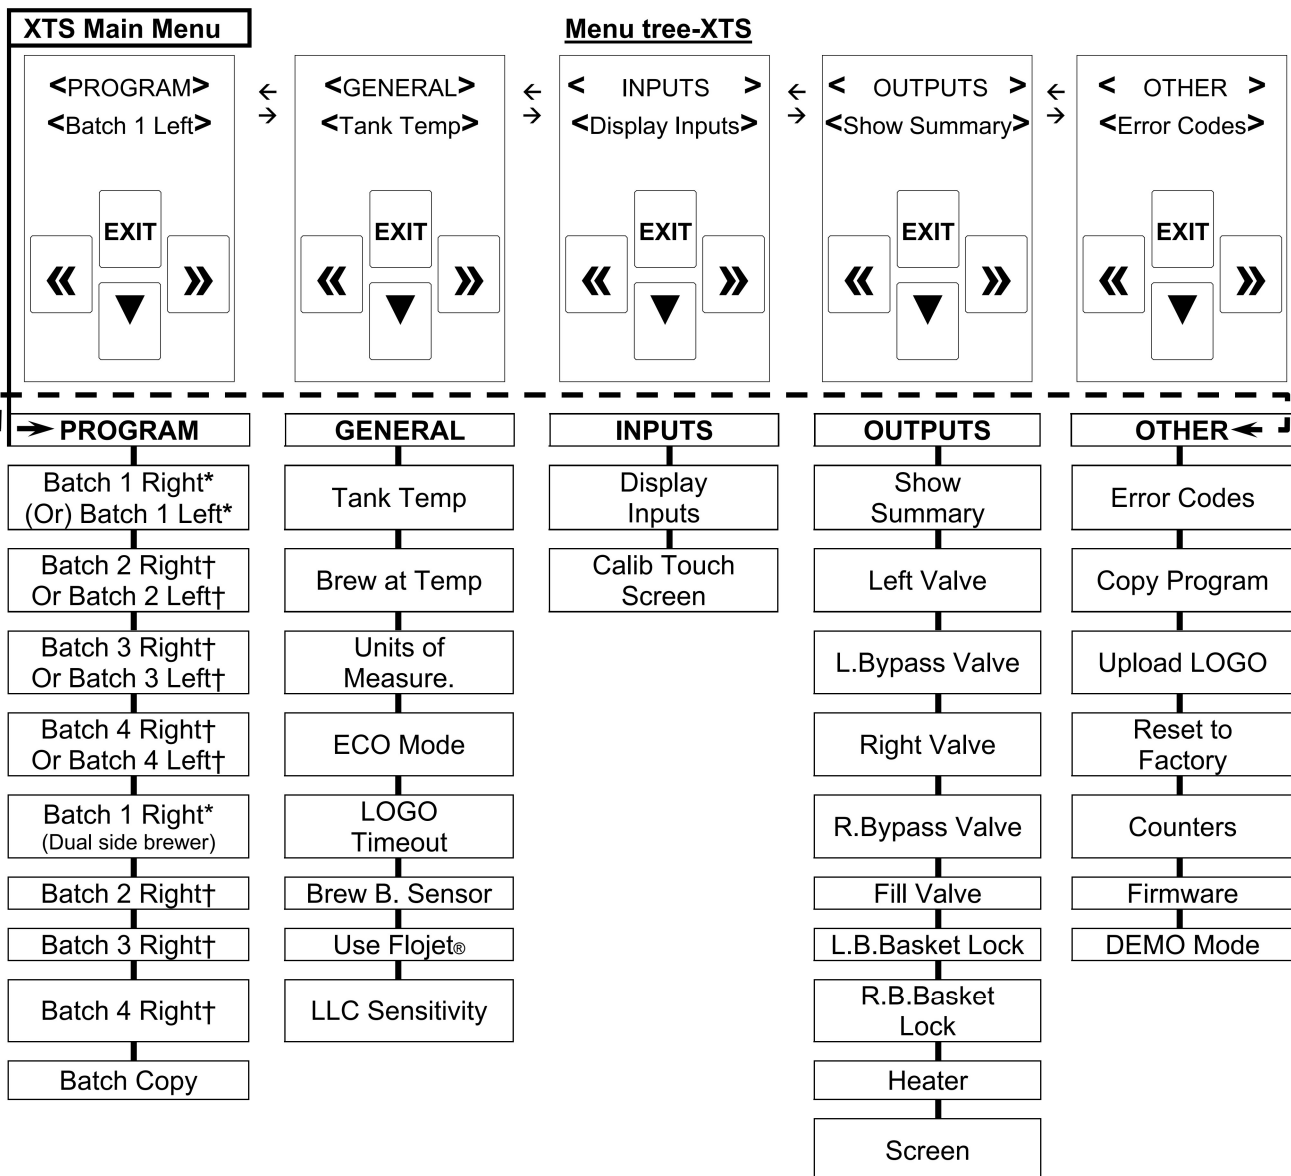 XTS Main Menu
Menu tree-XTS
<PROGRAM>
<Batch 1 Left>
EXIT
« »
▼
← →
<GENERAL>
<Tank Temp>
EXIT
« »
▼
← →
< INPUTS >
<Display Inputs>
EXIT
« »
▼
← →
< OUTPUTS >
<Show Summary>
EXIT
« »
▼
← →
< OTHER >
<Error Codes>
EXIT
« »
▼
→ PROGRAM
Batch 1 Right*
(Or) Batch 1 Left*
Batch 2 Right†
Or Batch 2 Left†
Batch 3 Right†
Or Batch 3 Left†
Batch 4 Right†
Or Batch 4 Left†
Batch 1 Right*
(Dual side brewer)
Batch 2 Right†
Batch 3 Right†
Batch 4 Right†
Batch Copy
GENERAL
Tank Temp
Brew at Temp
Units of
Measure.
ECO Mode
LOGO
Timeout
Brew B. Sensor
Use Flojet®
LLC Sensitivity
INPUTS
Display
Inputs
Calib Touch
Screen
OUTPUTS
Show
Summary
Left Valve
L.Bypass Valve
Right Valve
R.Bypass Valve
Fill Valve
L.B.Basket Lock
R.B.Basket
Lock
Heater
Screen
OTHER ←
Error Codes
Copy Program
Upload LOGO
Reset to
Factory
Counters
Firmware
DEMO Mode